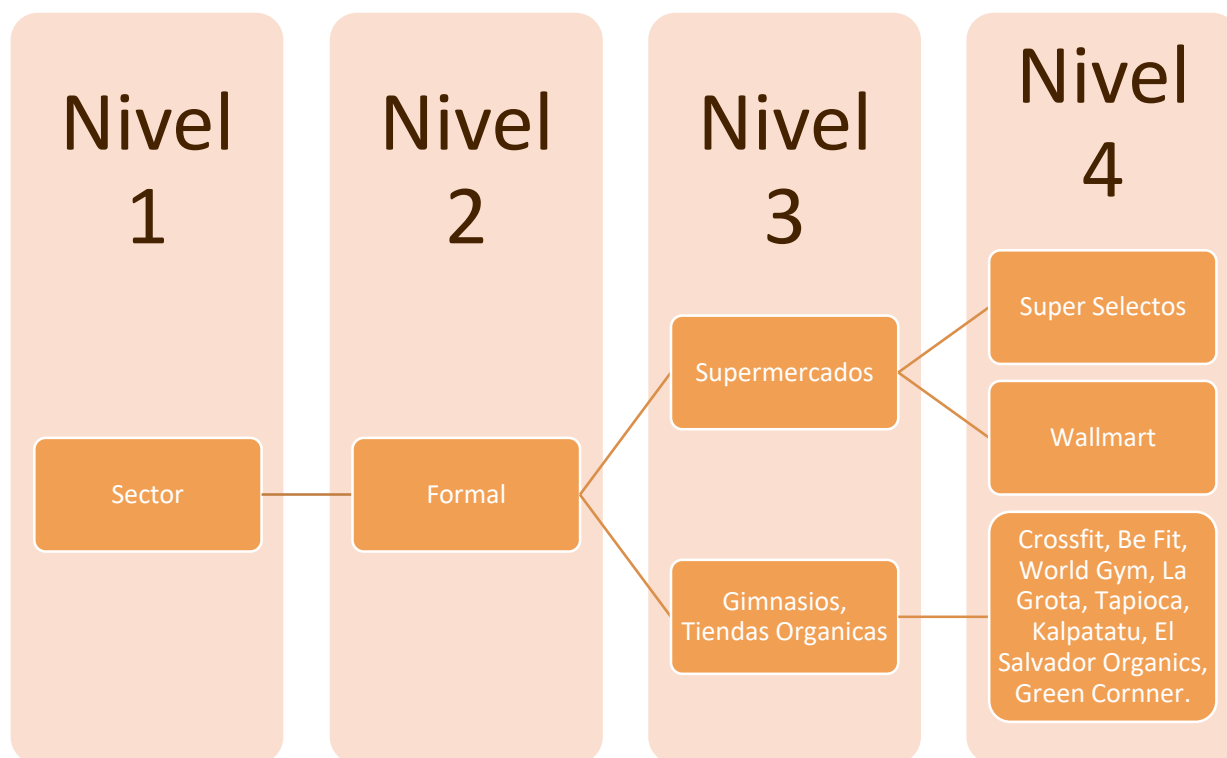 Nivel
1
Nivel
2
Nivel
3
Nivel
4
Sector
Formal
Supermercados
Gimnasios,
Tiendas Organicas
Super Selectos
Wallmart
Crossfit, Be Fit,
World Gym, La
Grota, Tapioca,
Kalpatatu, El
Salvador Organics,
Green Cornner.